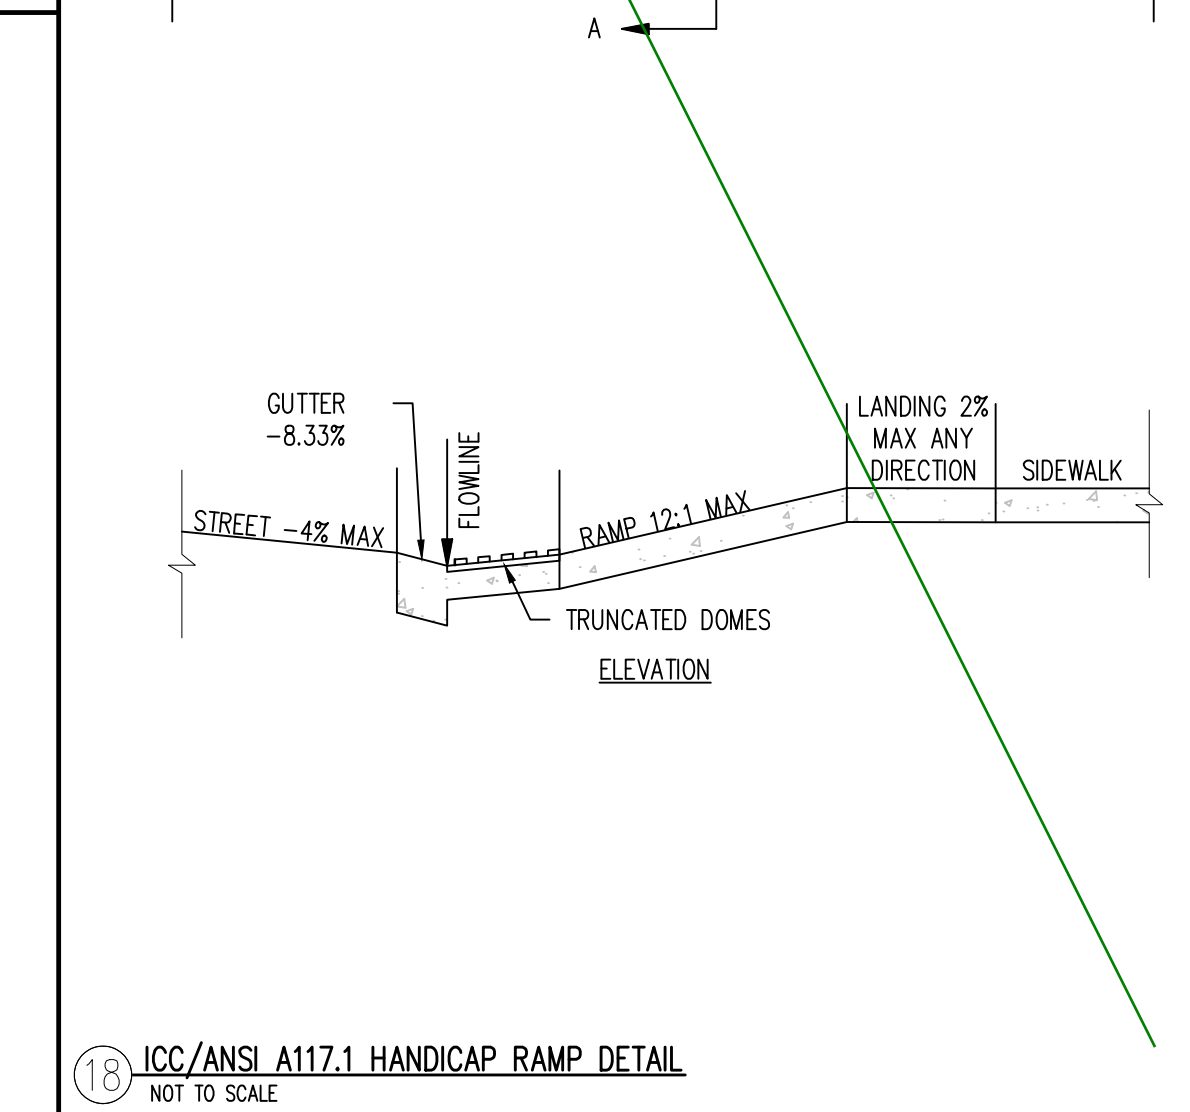 A
GUTTER
-8.33%
FLOWLINE
LANDING 2%
MAX ANY
DIRECTION
SIDEWALK
STREET -4% MAX
RAMP 12:1 MAX
TRUNCATED DOMES
ELEVATION
18
ICC/ANSI A117.1 HANDICAP RAMP DETAIL
NOT TO SCALE